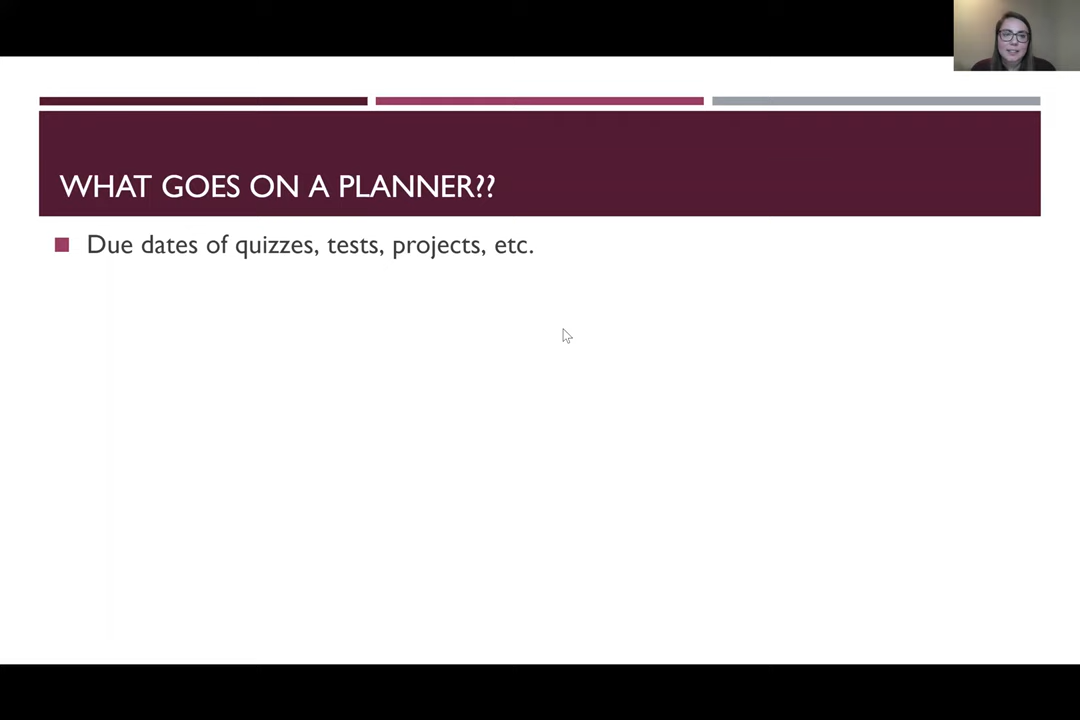 WHAT GOES ON A PLANNER??
Due dates of quizzes, tests, projects, etc.